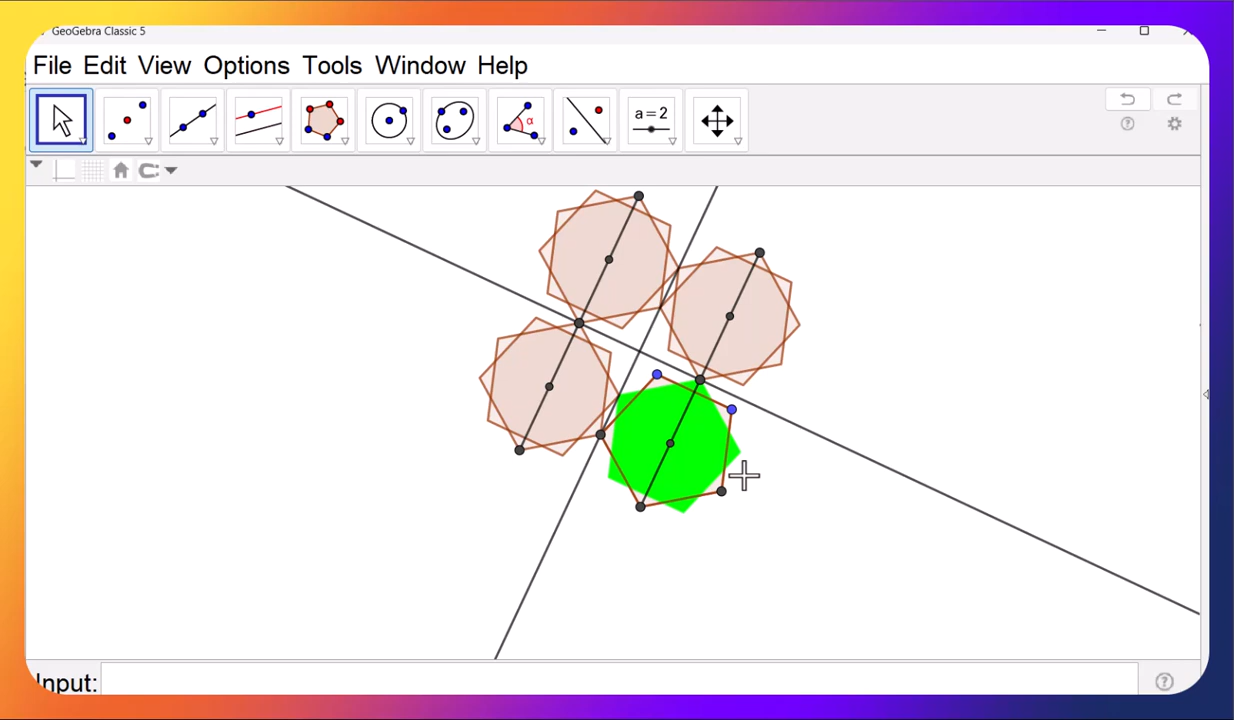 GeoGebra Classic 5
File Edit View Options Tools Window Help
α
a=2
Input: